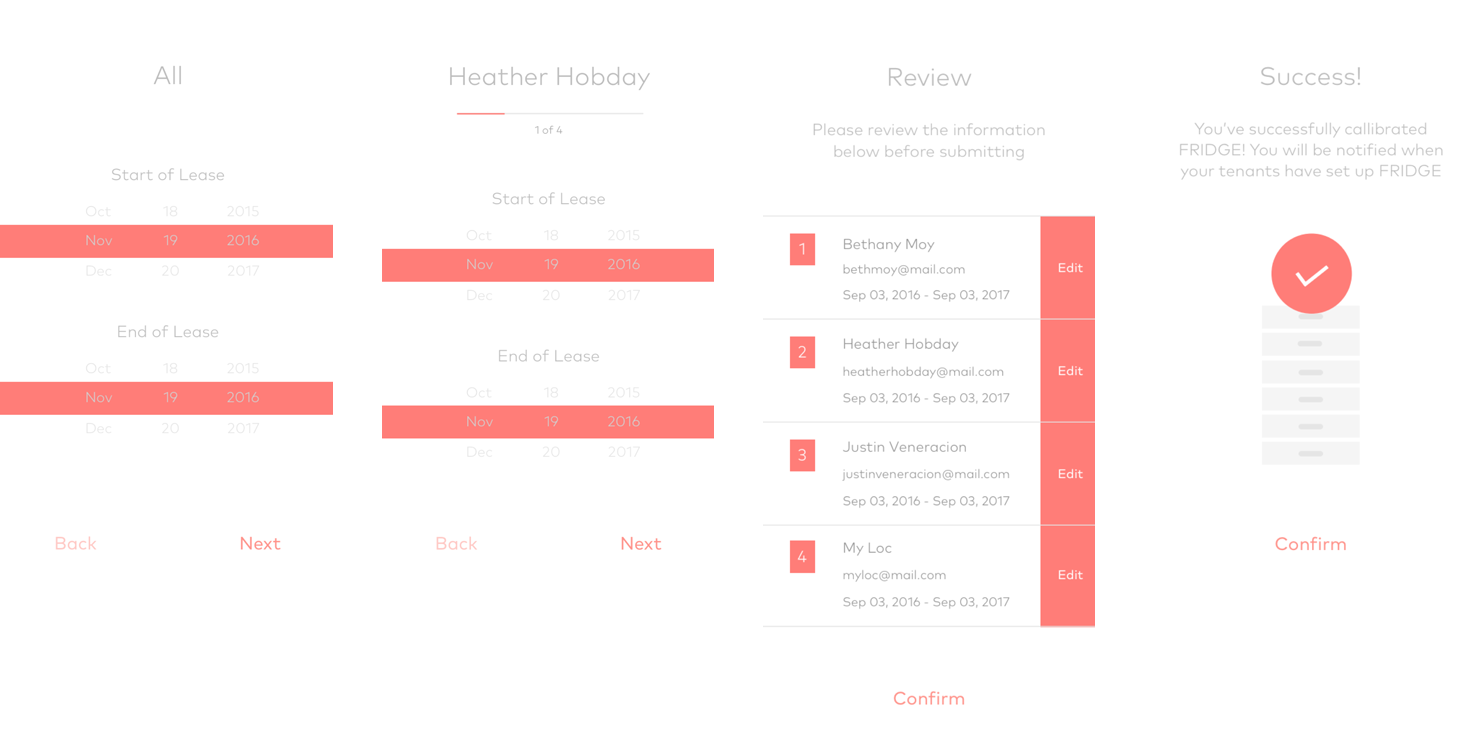 All
Start of Lease
Oct 18 2015
Nov 19 2016
Dec 20 2017
End of Lease
Oct 18 2015
Nov 19 2016
Dec 20 2017
Back Next
Heather Hobday
1 of 4
Start of Lease
Oct 18 2015
Nov 19 2016
Dec 20 2017
End of Lease
Oct 18 2015
Nov 19 2016
Dec 20 2017
Back Next
Review
Please review the information
below before submitting
1 Bethany Moy
bethmoy@mail.com
Edit
Sep 03, 2016 - Sep 03, 2017
2 Heather Hobday
heatherhobday@mail.com
Edit
Sep 03, 2016 - Sep 03, 2017
3 Justin Veneracion
justinveneracion@mail.com
Edit
Sep 03, 2016 - Sep 03, 2017
4 My Loc
myloc@mail.com
Edit
Sep 03, 2016 - Sep 03, 2017
Confirm
Success!
You've successfully callibrated
FRIDGE! You will be notified when
your tenants have set up FRIDGE
Confirm